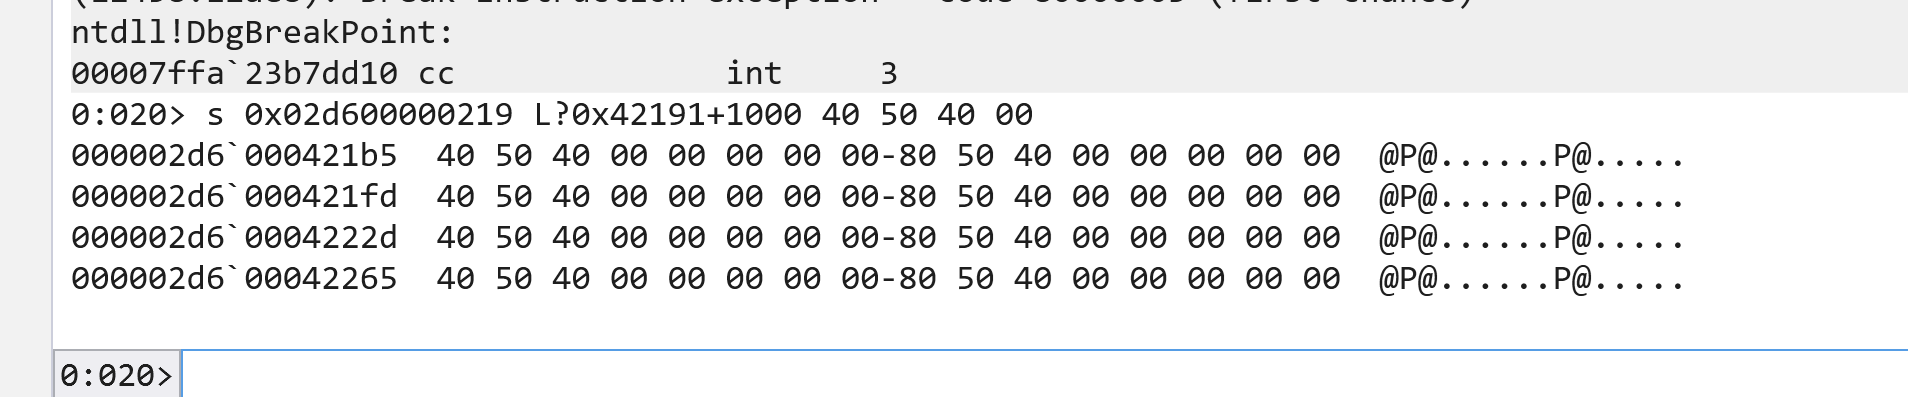 ntdll!DbgBreakPoint:
00007ffa`23b7dd10 cc              int     3
0:020> s 0x02d600000219 L?0x42191+1000 40 50 40 00
000002d6`000421b5  40 50 40 00 00 00 00 00-80 50 40 00 00 00 00 00  @P@......P@.....
000002d6`000421fd  40 50 40 00 00 00 00 00-80 50 40 00 00 00 00 00  @P@......P@.....
000002d6`0004222d  40 50 40 00 00 00 00 00-80 50 40 00 00 00 00 00  @P@......P@.....
000002d6`00042265  40 50 40 00 00 00 00 00-80 50 40 00 00 00 00 00  @P@......P@.....
0:020>